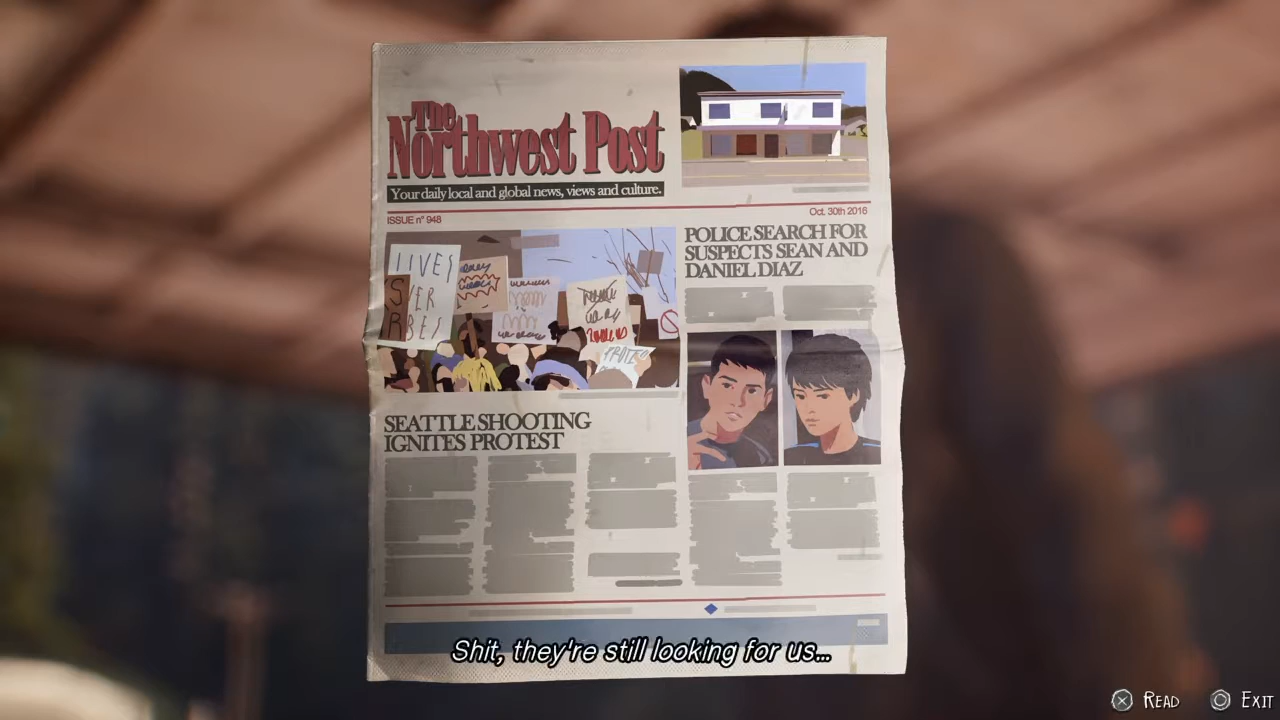 The
Northwest Post
Your daily local and global news, views and culture.
ISSUE n° 948
Oct. 30th 2016
LIVES
POLICE SEARCH FOR
SUSPECTS SEAN AND
DANIEL DIAZ
SEATTLE SHOOTING
IGNITES PROTEST
Shit, they're still looking for us...
READ
EXIT